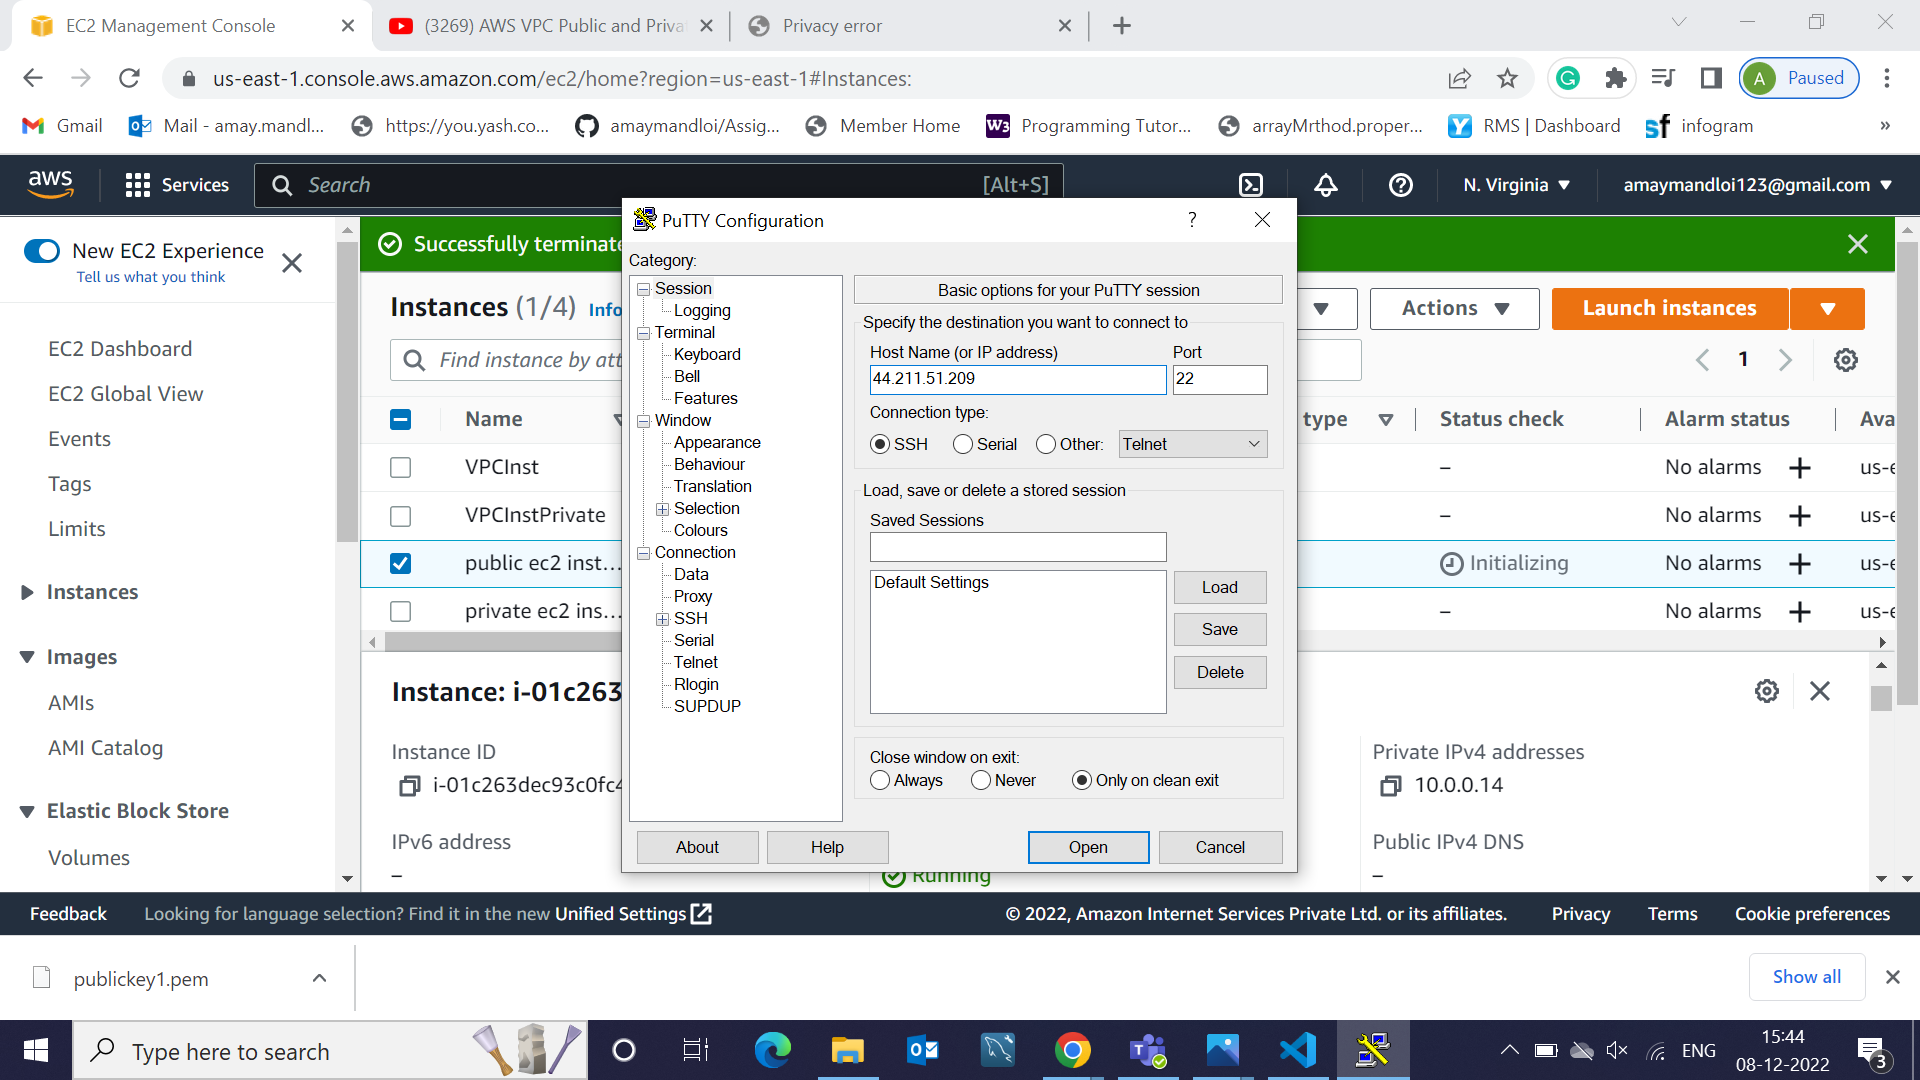 EC2 Management Console
(3269) AWS VPC Public and Priva
Privacy error
us-east-1.console.aws.amazon.com/ec2/home?region=us-east-1#Instances:
A Paused
Gmail
Mail - amay.mandl...
https://you.yash.co...
amaymandloi/Assig...
Member Home
W3 Programming Tutor...
arrayMrthod.proper...
RMS | Dashboard
sf infogram
»
aws
Services
Search [Alt+S]
N. Virginia
amaymandloi123@gmail.com
New EC2 Experience
Tell us what you think
EC2 Dashboard
EC2 Global View
Events
Tags
Limits
Instances
Images
AMIs
AMI Catalog
Elastic Block Store
Volumes
Successfully terminate
Instances (1/4) Info
Actions
Launch instances
Find instance by att
1
Name
type
Status check
Alarm status
Ava
VPCInst
–
No alarms
us-e
VPCInstPrivate
–
No alarms
us-e
public ec2 inst...
Initializing
No alarms
us-e
private ec2 ins...
–
No alarms
us-e
Instance: i-01c263
Instance ID
i-01c263dec93c0fc4
IPv6 address
–
Running
Private IPv4 addresses
10.0.0.14
Public IPv4 DNS
–
PuTTY Configuration
?
Category:
Session
Logging
Terminal
Keyboard
Bell
Features
Window
Appearance
Behaviour
Translation
Selection
Colours
Connection
Data
Proxy
SSH
Serial
Telnet
Rlogin
SUPDUP
Basic options for your PuTTY session
Specify the destination you want to connect to
Host Name (or IP address)
Port
44.211.51.209
22
Connection type:
SSH
Serial
Other:
Telnet
Load, save or delete a stored session
Saved Sessions
Default Settings
Load
Save
Delete
Close window on exit:
Always
Never
Only on clean exit
About
Help
Open
Cancel
Feedback
Looking for language selection? Find it in the new Unified Settings
© 2022, Amazon Internet Services Private Ltd. or its affiliates.
Privacy
Terms
Cookie preferences
publickey1.pem
Show all
Type here to search
ENG
15:44
08-12-2022
3